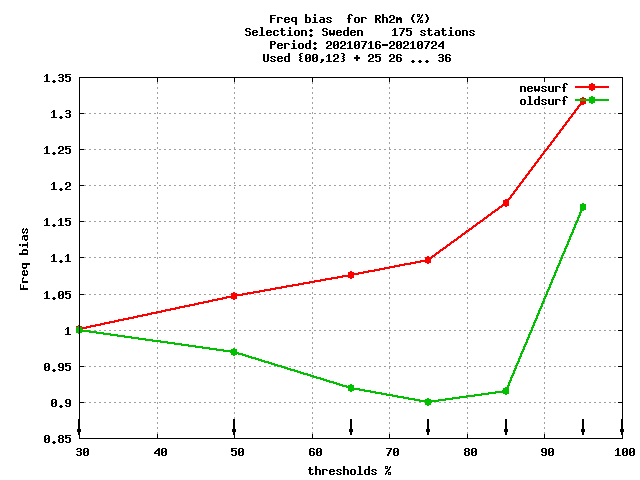 Freq bias  for Rh2m (%)
Selection: Sweden    175 stations
Period: 20210716-20210724
Used {00,12} + 25 26 ... 36
newsurf
oldsurf
1.35
1.3
1.25
1.2
1.15
1.1
1.05
1
0.95
0.9
0.85
Freq bias
30 40 50 60 70 80 90 100
thresholds %